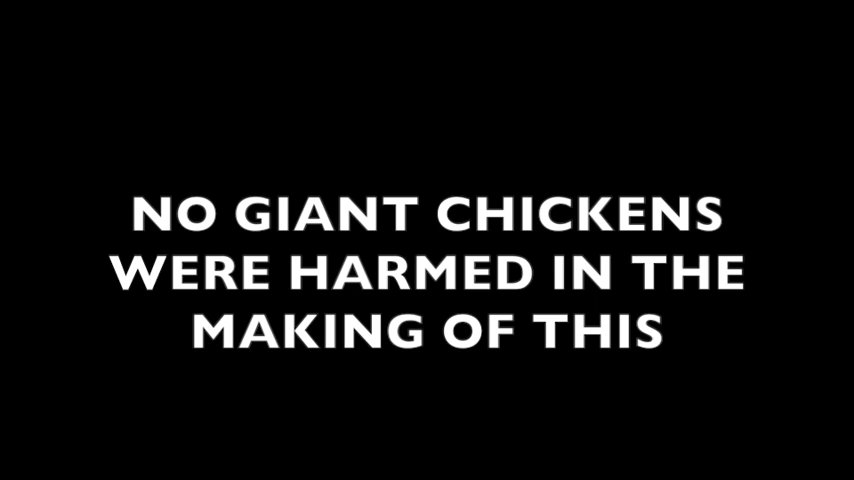 NO GIANT CHICKENS
WERE HARMED IN THE
MAKING OF THIS